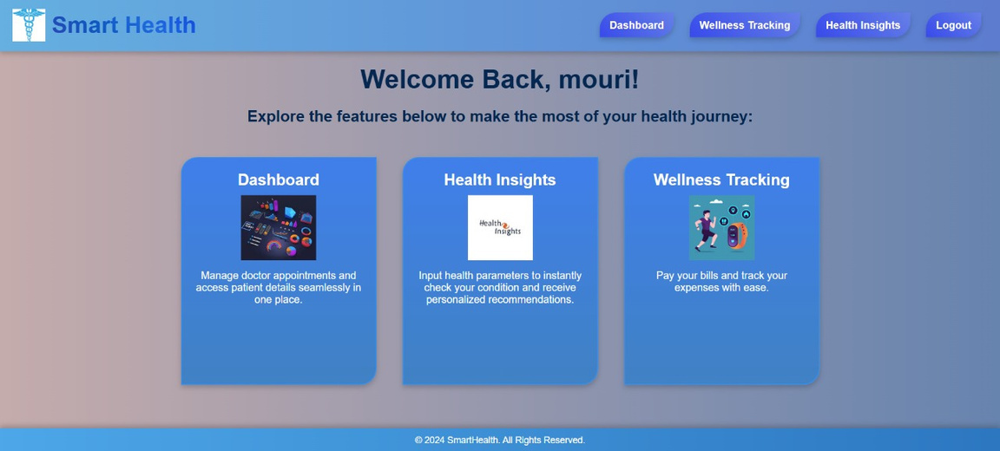 Smart Health
Dashboard
Wellness Tracking
Health Insights
Logout
Welcome Back, mouri!
Explore the features below to make the most of your health journey:
Dashboard
Manage doctor appointments and
access patient details seamlessly in
one place.
Health Insights
Health
Insights
Input health parameters to instantly
check your condition and receive
personalized recommendations.
Wellness Tracking
Pay your bills and track your
expenses with ease.
© 2024 SmartHealth. All Rights Reserved.